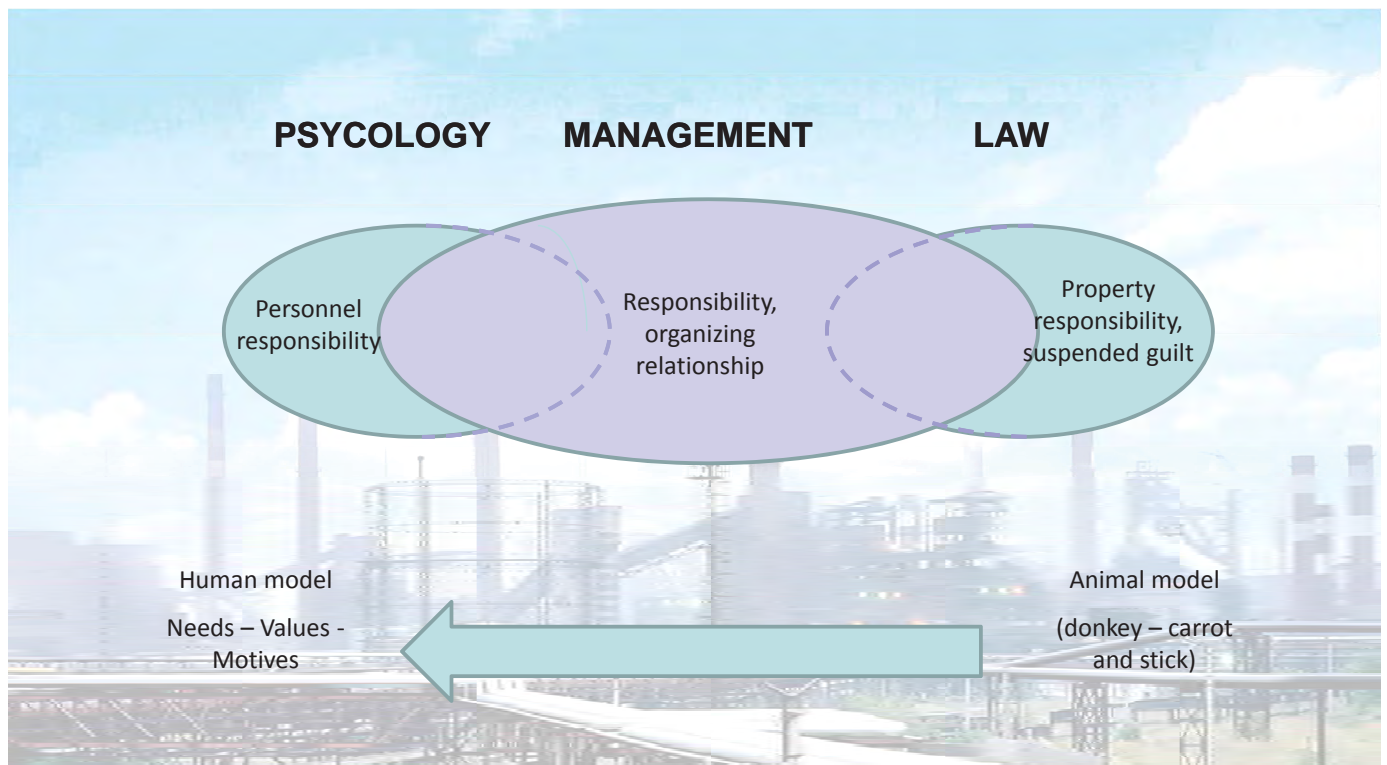 PSYCOLOGY MANAGEMENT LAW
Personnel
responsibility
Responsibility,
organizing
relationship
Property
responsibility,
suspended guilt
Human model
Needs – Values -
Motives
Animal model
(donkey – carrot
and stick)